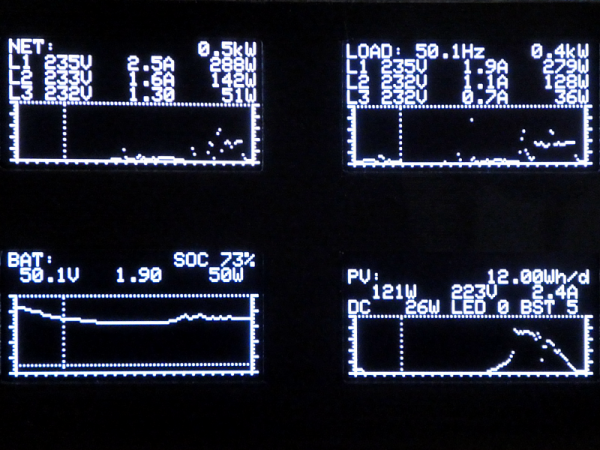 NET: 0.5kW
L1 235V 2.5A 288W
L2 233V 1.6A 142W
L3 232V 1.30 51W
LOAD: 50.1Hz 0.4kW
L1 235V 1.9A 279W
L2 232V 1.1A 128W
L3 232V 0.7A 36W
BAT: SOC 73%
50.1V 1.90 50W
PV: 12.00Wh/d
121W 223V 2.4A
DC 26W LED 0 BST 5